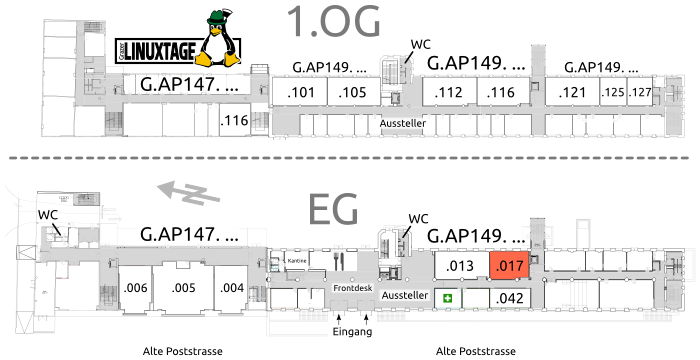 1.OG
Grazer
LINUXTAGE
WC
G.AP147. ...
G.AP149. ...
G.AP149. ...
G.AP149. ...
.101
.105
.112
.116
.121
.125
.127
.116
Aussteller
EG
WC
WC
G.AP147. ...
G.AP149. ...
Kantine
.013
.017
.006
.005
.004
Frontdesk
Aussteller
.042
Eingang
Alte Poststrasse
Alte Poststrasse